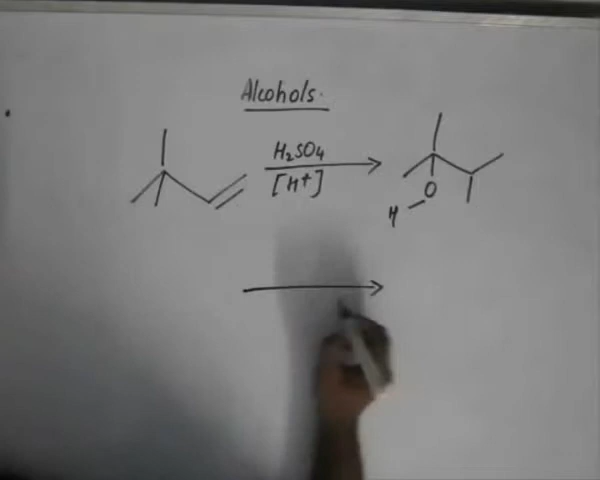 Alcohols.
H₂SO₄
[H⁺]
O
H